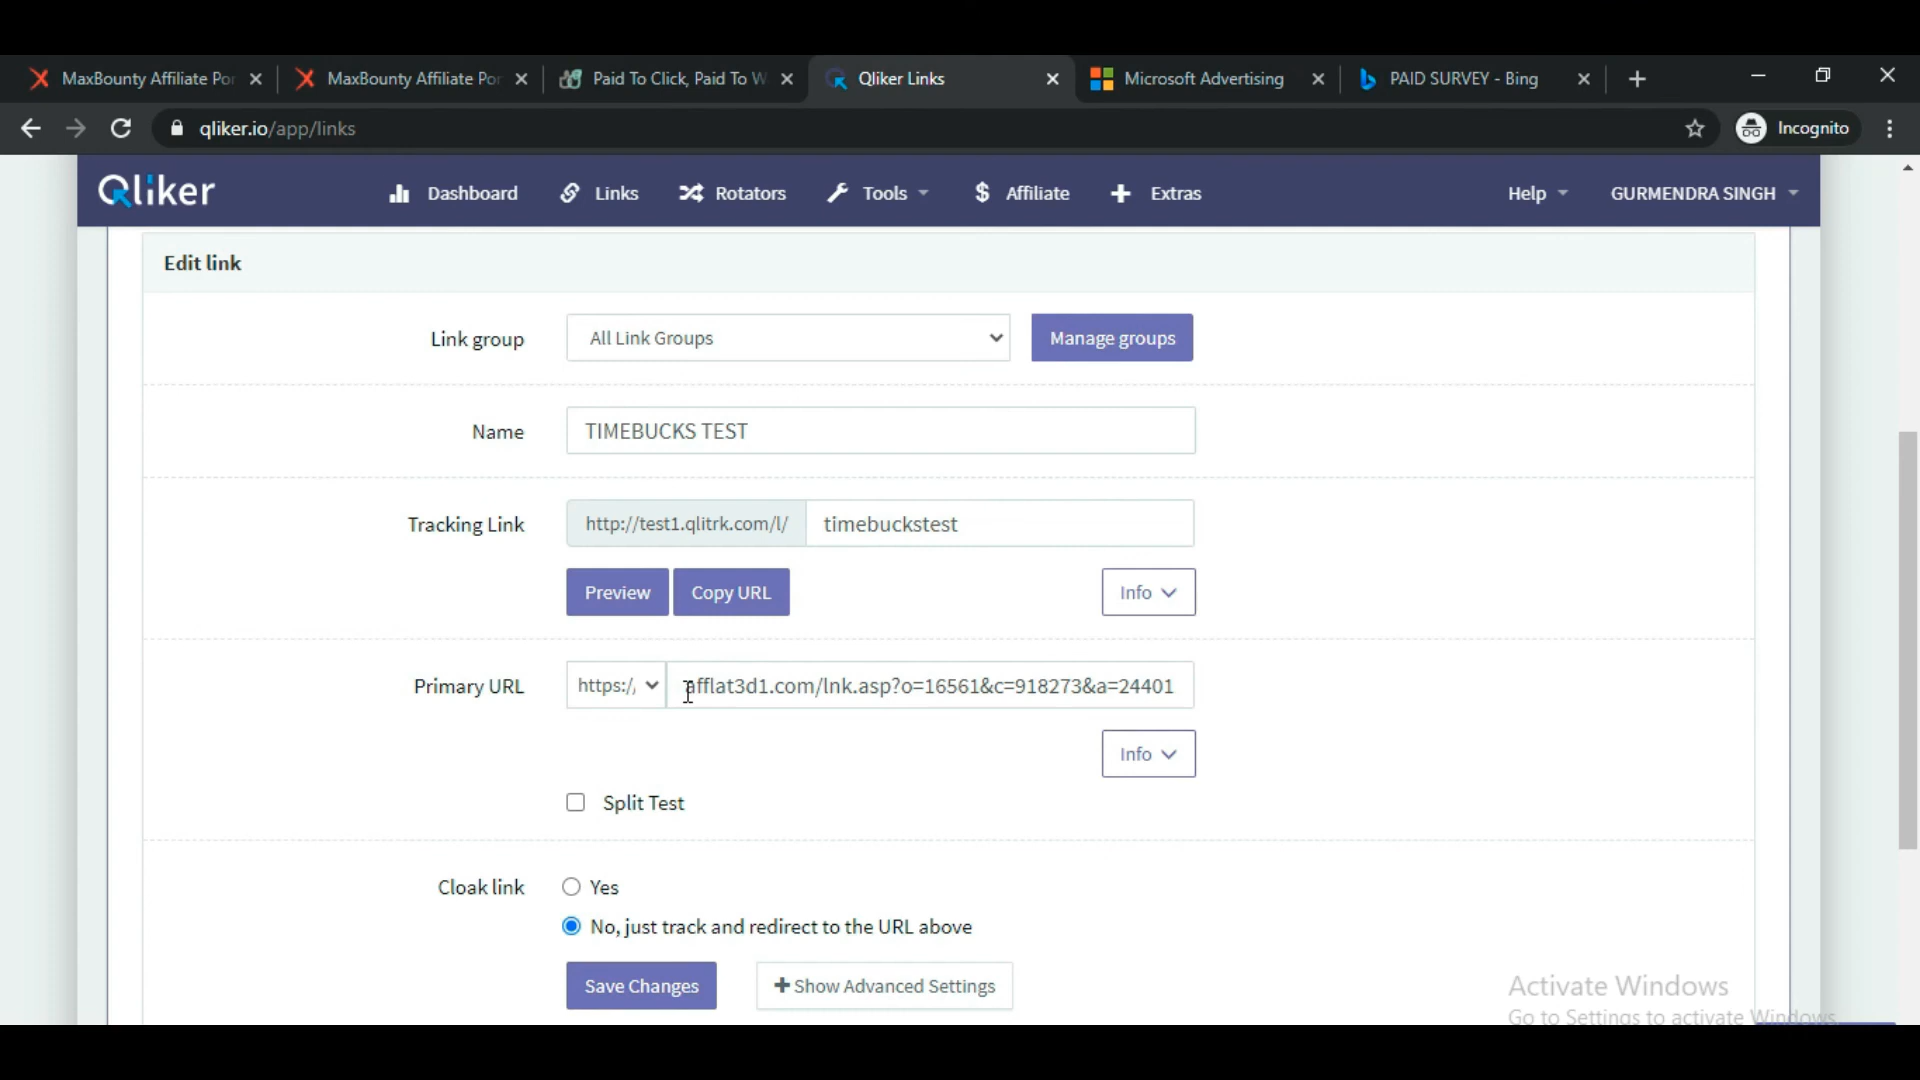 MaxBounty Affiliate Por
MaxBounty Affiliate Por
Paid To Click, Paid To W
Qliker Links
Microsoft Advertising
PAID SURVEY - Bing
qliker.io/app/links
Incognito
Qliker
Dashboard
Links
Rotators
Tools
Affiliate
Extras
Help
GURMENDRA SINGH
Edit link
Link group
All Link Groups
Manage groups
Name
TIMEBUCKS TEST
Tracking Link
http://test1.qlitrk.com/l/
timebuckstest
Preview
Copy URL
Info
Primary URL
https:/
afflat3d1.com/lnk.asp?o=16561&c=918273&a=24401
Info
Split Test
Cloak link
Yes
No, just track and redirect to the URL above
Save Changes
Show Advanced Settings
Activate Windows
Go to Settings to activate Windows.